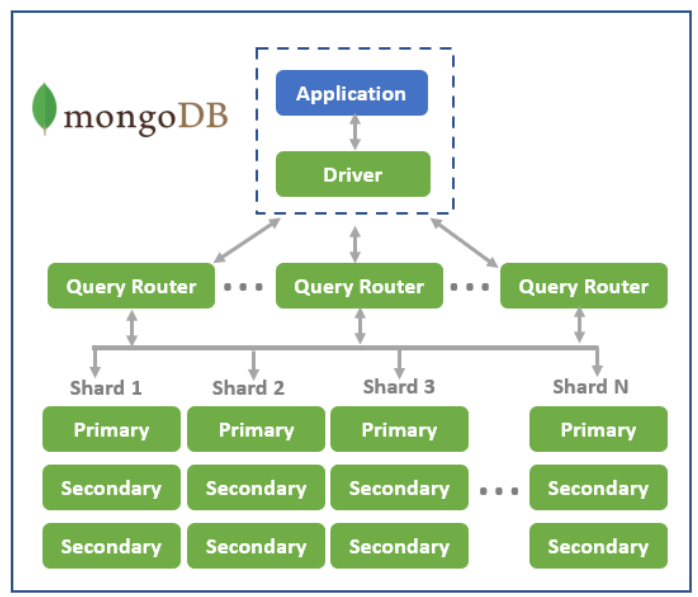 mongoDB
Application
Driver
Query Router ... Query Router ... Query Router
Shard 1 Shard 2 Shard 3 Shard N
Primary Primary Primary Primary
Secondary Secondary Secondary ... Secondary
Secondary Secondary Secondary Secondary